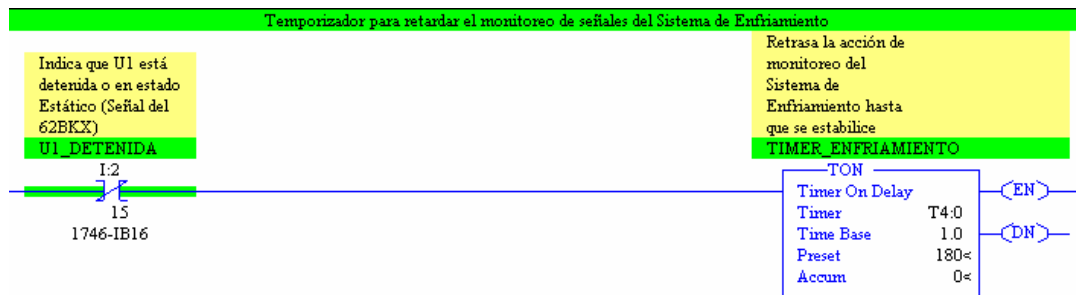 Temporizador para retardar el monitoreo de señales del Sistema de Enfriamiento
Indica que U1 está
detenida o en estado
Estático (Señal del
62BKX)
U1_DETENIDA
I:2
15
1746-IB16
Retrasa la acción de
monitoreo del
Sistema de
Enfriamiento hasta
que se estabilice
TIMER_ENFRIAMIENTO
TON
Timer On Delay
Timer T4:0
Time Base 1.0
Preset 180<
Accum 0<
EN
DN